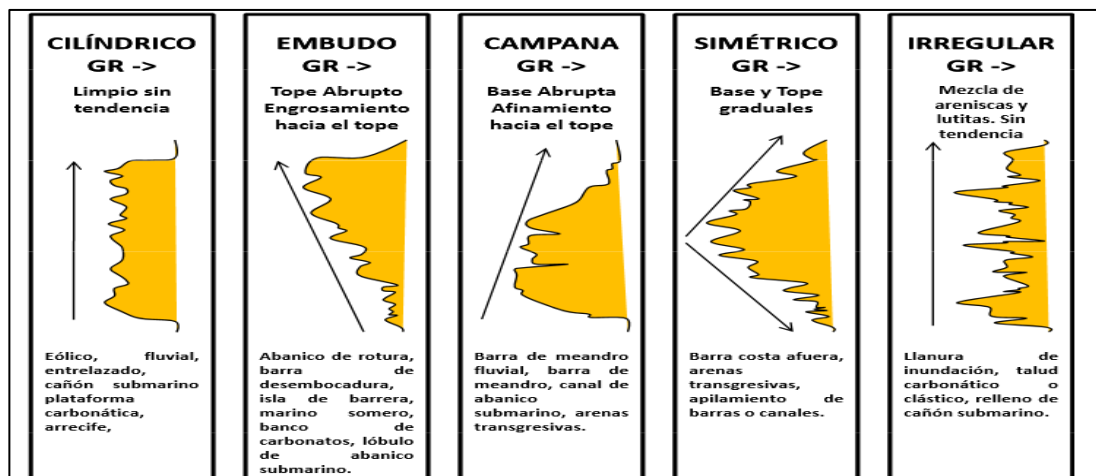 CILÍNDRICO
GR ->
Limpio sin
tendencia
Eólico, fluvial,
entrelazado,
cañón submarino
plataforma
carbonática,
arrecife,
EMBUDO
GR ->
Tope Abrupto
Engrosamiento
hacia el tope
Abanico de rotura,
barra de
desembocadura,
isla de barrera,
marino somero,
banco de
carbonatos, lóbulo
de abanico
submarino.
CAMPANA
GR ->
Base Abrupta
Afinamiento
hacia el tope
Barra de meandro
fluvial, barra de
meandro, canal de
abanico
submarino, arenas
transgresivas.
SIMÉTRICO
GR ->
Base y Tope
graduales
Barra costa afuera,
arenas
transgresivas,
apilamiento de
barras o canales.
IRREGULAR
GR ->
Mezcla de
areniscas y
lutitas. Sin
tendencia
Llanura de
inundación, talud
carbonático o
clástico, relleno de
cañón submarino.